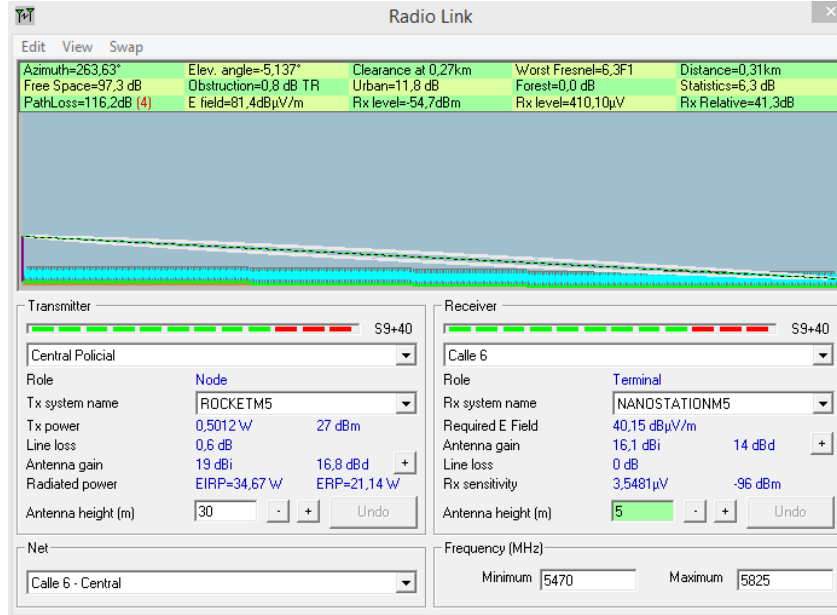 Radio Link
Edit View Swap
Azimuth=263,63° Elev. angle=-5,137° Clearance at 0,27km Worst Fresnel=6,3F1 Distance=0,31km
Free Space=97,3 dB Obstruction=0,8 dB TR Urban=11,8 dB Forest=0,0 dB Statistics=6,3 dB
PathLoss=116,2dB (4) E field=81,4dBµV/m Rx level=-54,7dBm Rx level=410,10µV Rx Relative=41,3dB
Transmitter
S9+40
Central Policial
Role Node
Tx system name ROCKETM5
Tx power 0,5012 W 27 dBm
Line loss 0,6 dB
Antenna gain 19 dBi 16,8 dBd +
Radiated power EIRP=34,67 W ERP=21,14 W
Antenna height (m) 30 - + Undo
Receiver
S9+40
Calle 6
Role Terminal
Rx system name NANOSTATIONM5
Required E Field 40,15 dBµV/m
Antenna gain 16,1 dBi 14 dBd +
Line loss 0 dB
Rx sensitivity 3,5481µV -96 dBm
Antenna height (m) 5 - + Undo
Net
Calle 6 - Central
Frequency (MHz)
Minimum 5470 Maximum 5825